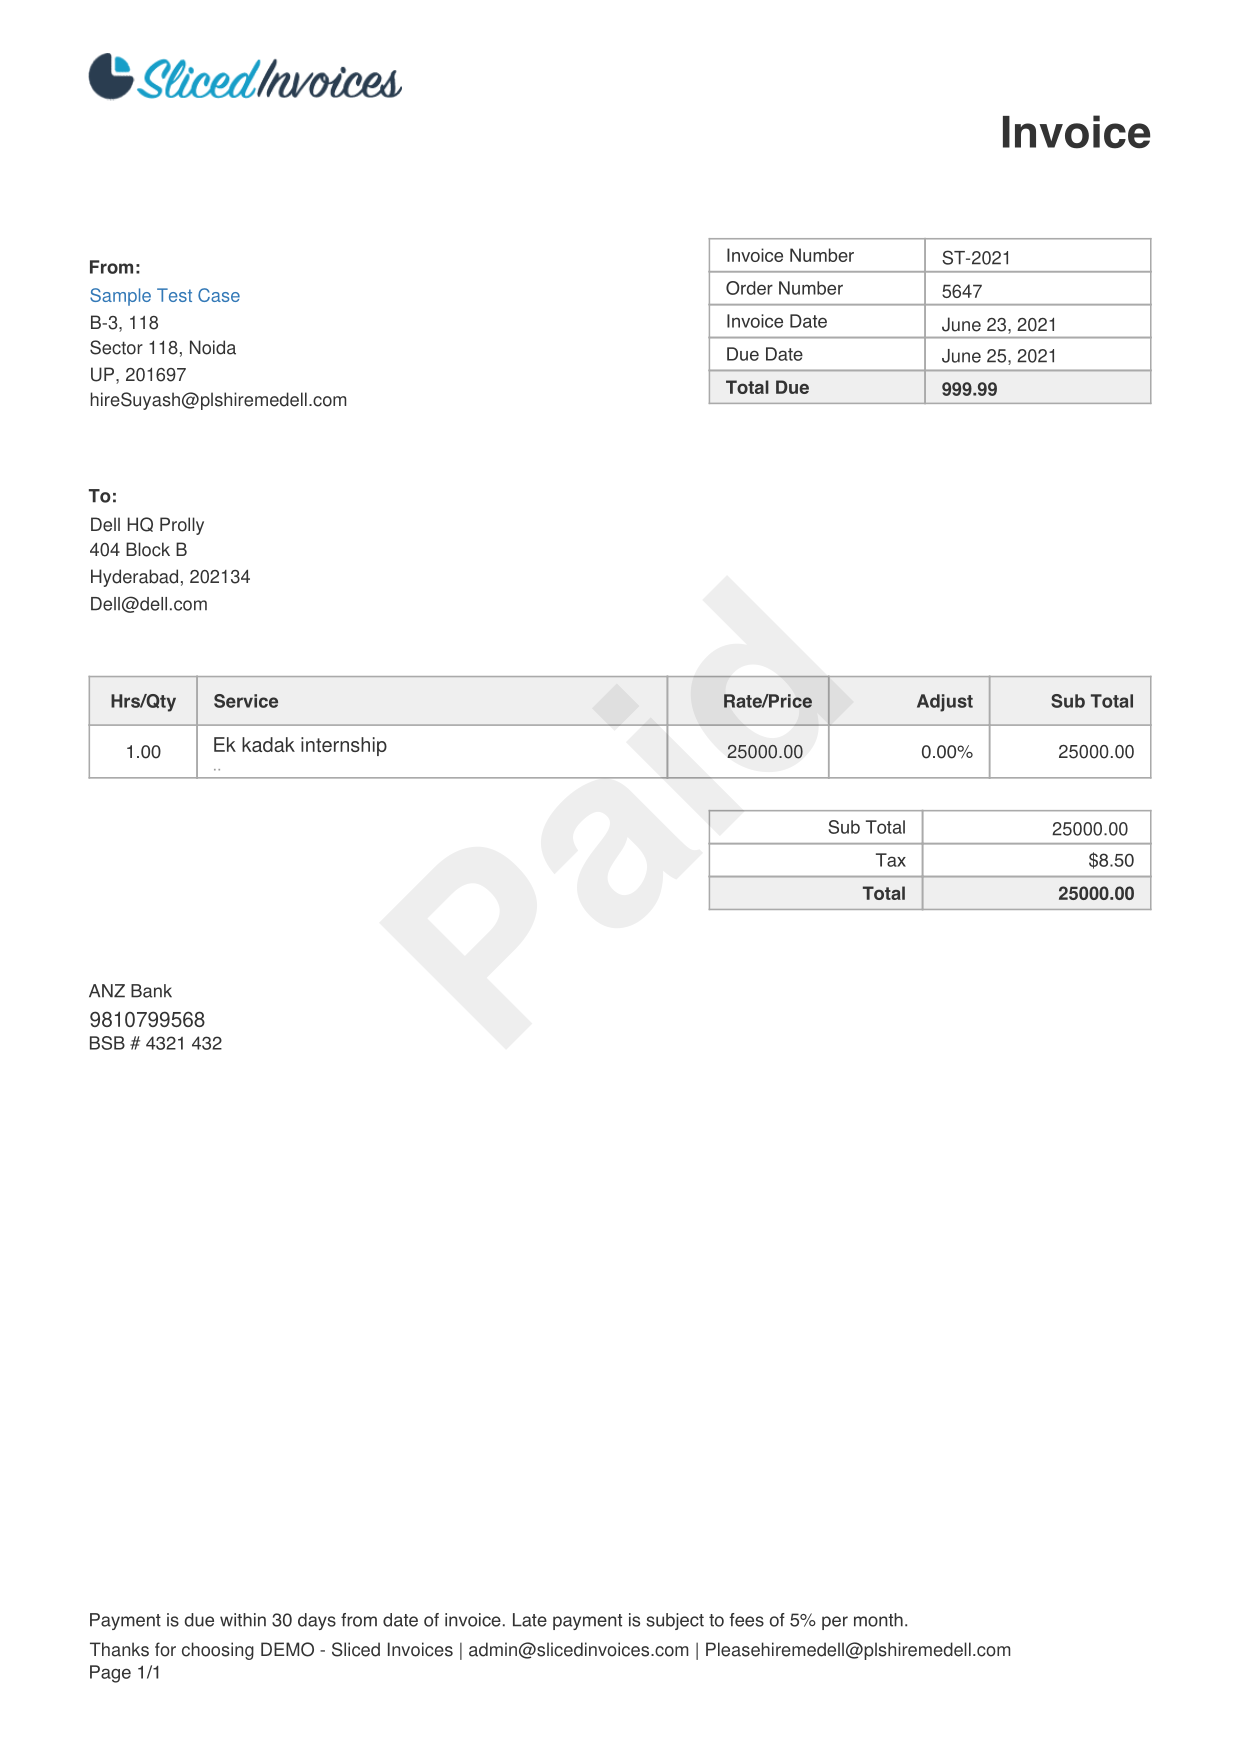 SlicedInvoices
Invoice
From:
Sample Test Case
B-3, 118
Sector 118, Noida
UP, 201697
hireSuyash@plshiremedell.com
Invoice Number ST-2021
Order Number 5647
Invoice Date June 23, 2021
Due Date June 25, 2021
Total Due 999.99
To:
Dell HQ Prolly
404 Block B
Hyderabad, 202134
Dell@dell.com
Paid
Hrs/Qty Service Rate/Price Adjust Sub Total
1.00 Ek kadak internship 25000.00 0.00% 25000.00
..
Sub Total 25000.00
Tax $8.50
Total 25000.00
ANZ Bank
9810799568
BSB # 4321 432
Payment is due within 30 days from date of invoice. Late payment is subject to fees of 5% per month.
Thanks for choosing DEMO - Sliced Invoices | admin@slicedinvoices.com | Pleasehiremedell@plshiremedell.com
Page 1/1